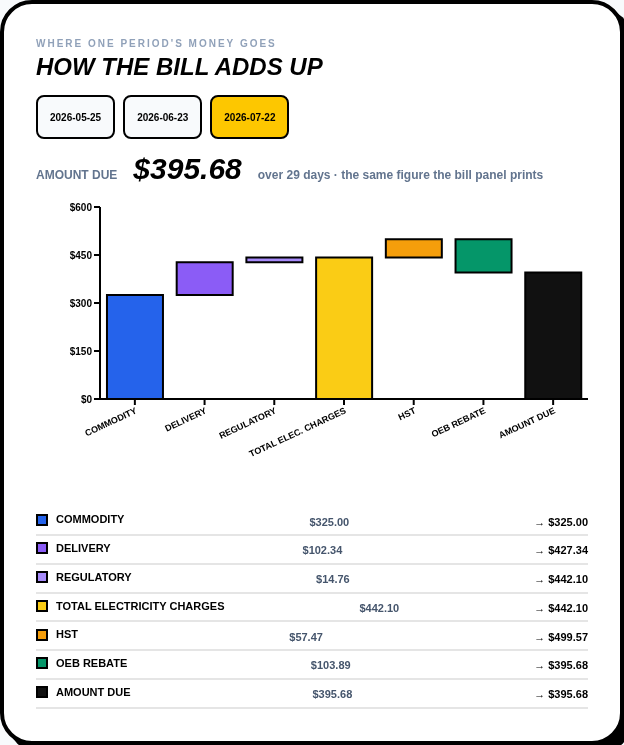 WHERE ONE PERIOD'S MONEY GOES
HOW THE BILL ADDS UP
2026-05-25 2026-06-23 2026-07-22
AMOUNT DUE $395.68 over 29 days · the same figure the bill panel prints
$600
$450
$300
$150
$0
COMMODITY DELIVERY REGULATORY TOTAL ELEC. CHARGES HST OEB REBATE AMOUNT DUE
COMMODITY $325.00 → $325.00
DELIVERY $102.34 → $427.34
REGULATORY $14.76 → $442.10
TOTAL ELECTRICITY CHARGES $442.10 → $442.10
HST $57.47 → $499.57
OEB REBATE $103.89 → $395.68
AMOUNT DUE $395.68 → $395.68